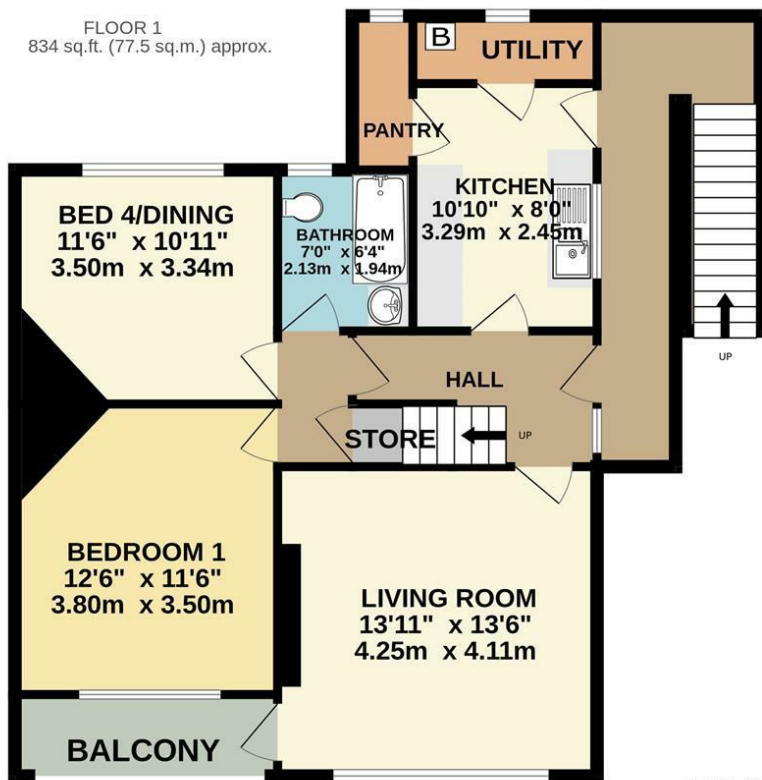 FLOOR 1
834 sq.ft. (77.5 sq.m.) approx.
B
UTILITY
PANTRY
KITCHEN
10'10" x 8'0"
3.29m x 2.45m
BED 4/DINING
11'6" x 10'11"
3.50m x 3.34m
BATHROOM
7'0" x 6'4"
2.13m x 1.94m
UP
HALL
STORE
UP
BEDROOM 1
12'6" x 11'6"
3.80m x 3.50m
LIVING ROOM
13'11" x 13'6"
4.25m x 4.11m
BALCONY